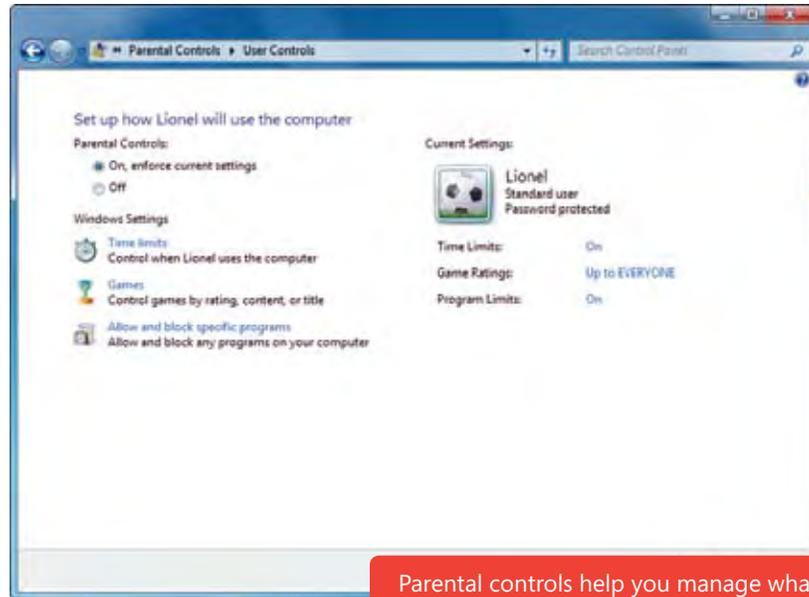 Parental Controls ▸ User Controls
Search Control Panel
Set up how Lionel will use the computer
Parental Controls:
On, enforce current settings
Off
Windows Settings
Time limits
Control when Lionel uses the computer
Games
Control games by rating, content, or title
Allow and block specific programs
Allow and block any programs on your computer
Current Settings:
Lionel
Standard user
Password protected
Time Limits: On
Game Ratings: Up to EVERYONE
Program Limits: On
Parental controls help you manage wha